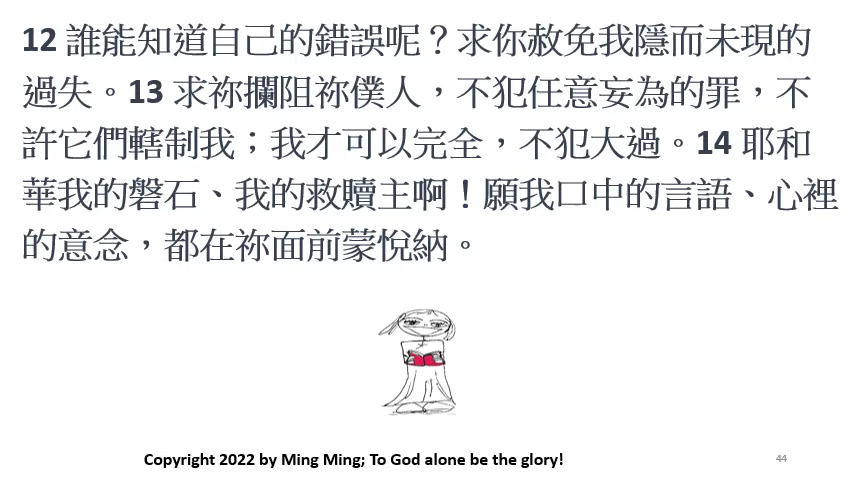 12 誰能知道自己的錯誤呢？求你赦免我隱而未現的
過失。13 求祢攔阻祢僕人，不犯任意妄為的罪，不
許它們轄制我；我才可以完全，不犯大過。14 耶和
華我的磐石、我的救贖主啊！願我口中的言語、心裡
的意念，都在祢面前蒙悅納。
Copyright 2022 by Ming Ming; To God alone be the glory!
44